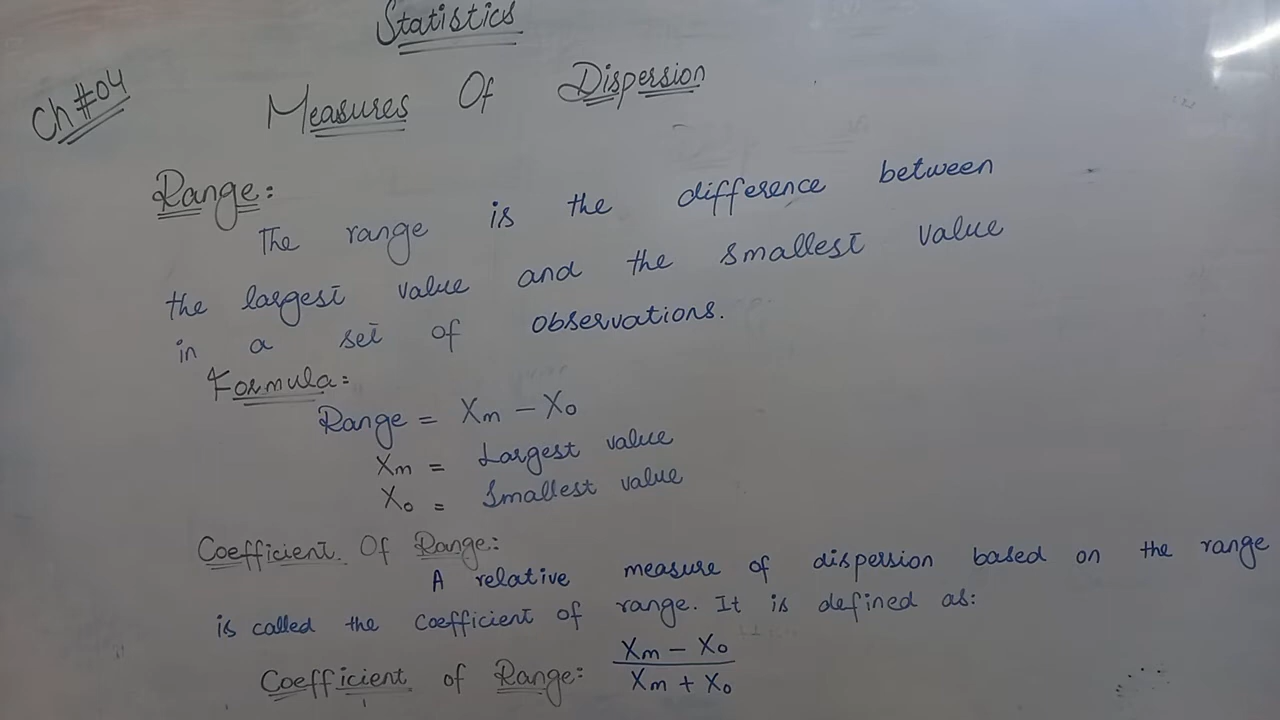 Statistics
Ch#04
Measures Of Dispersion
Range:
The range is the difference between
the largest value and the smallest value
in a set of observations.
Formula:
Range = Xm - Xo
Xm = Largest value
Xo = Smallest value
Coefficient Of Range:
A relative measure of dispersion based on the range
is called the coefficient of range. It is defined as:
Coefficient of Range: Xm - Xo
Xm + Xo